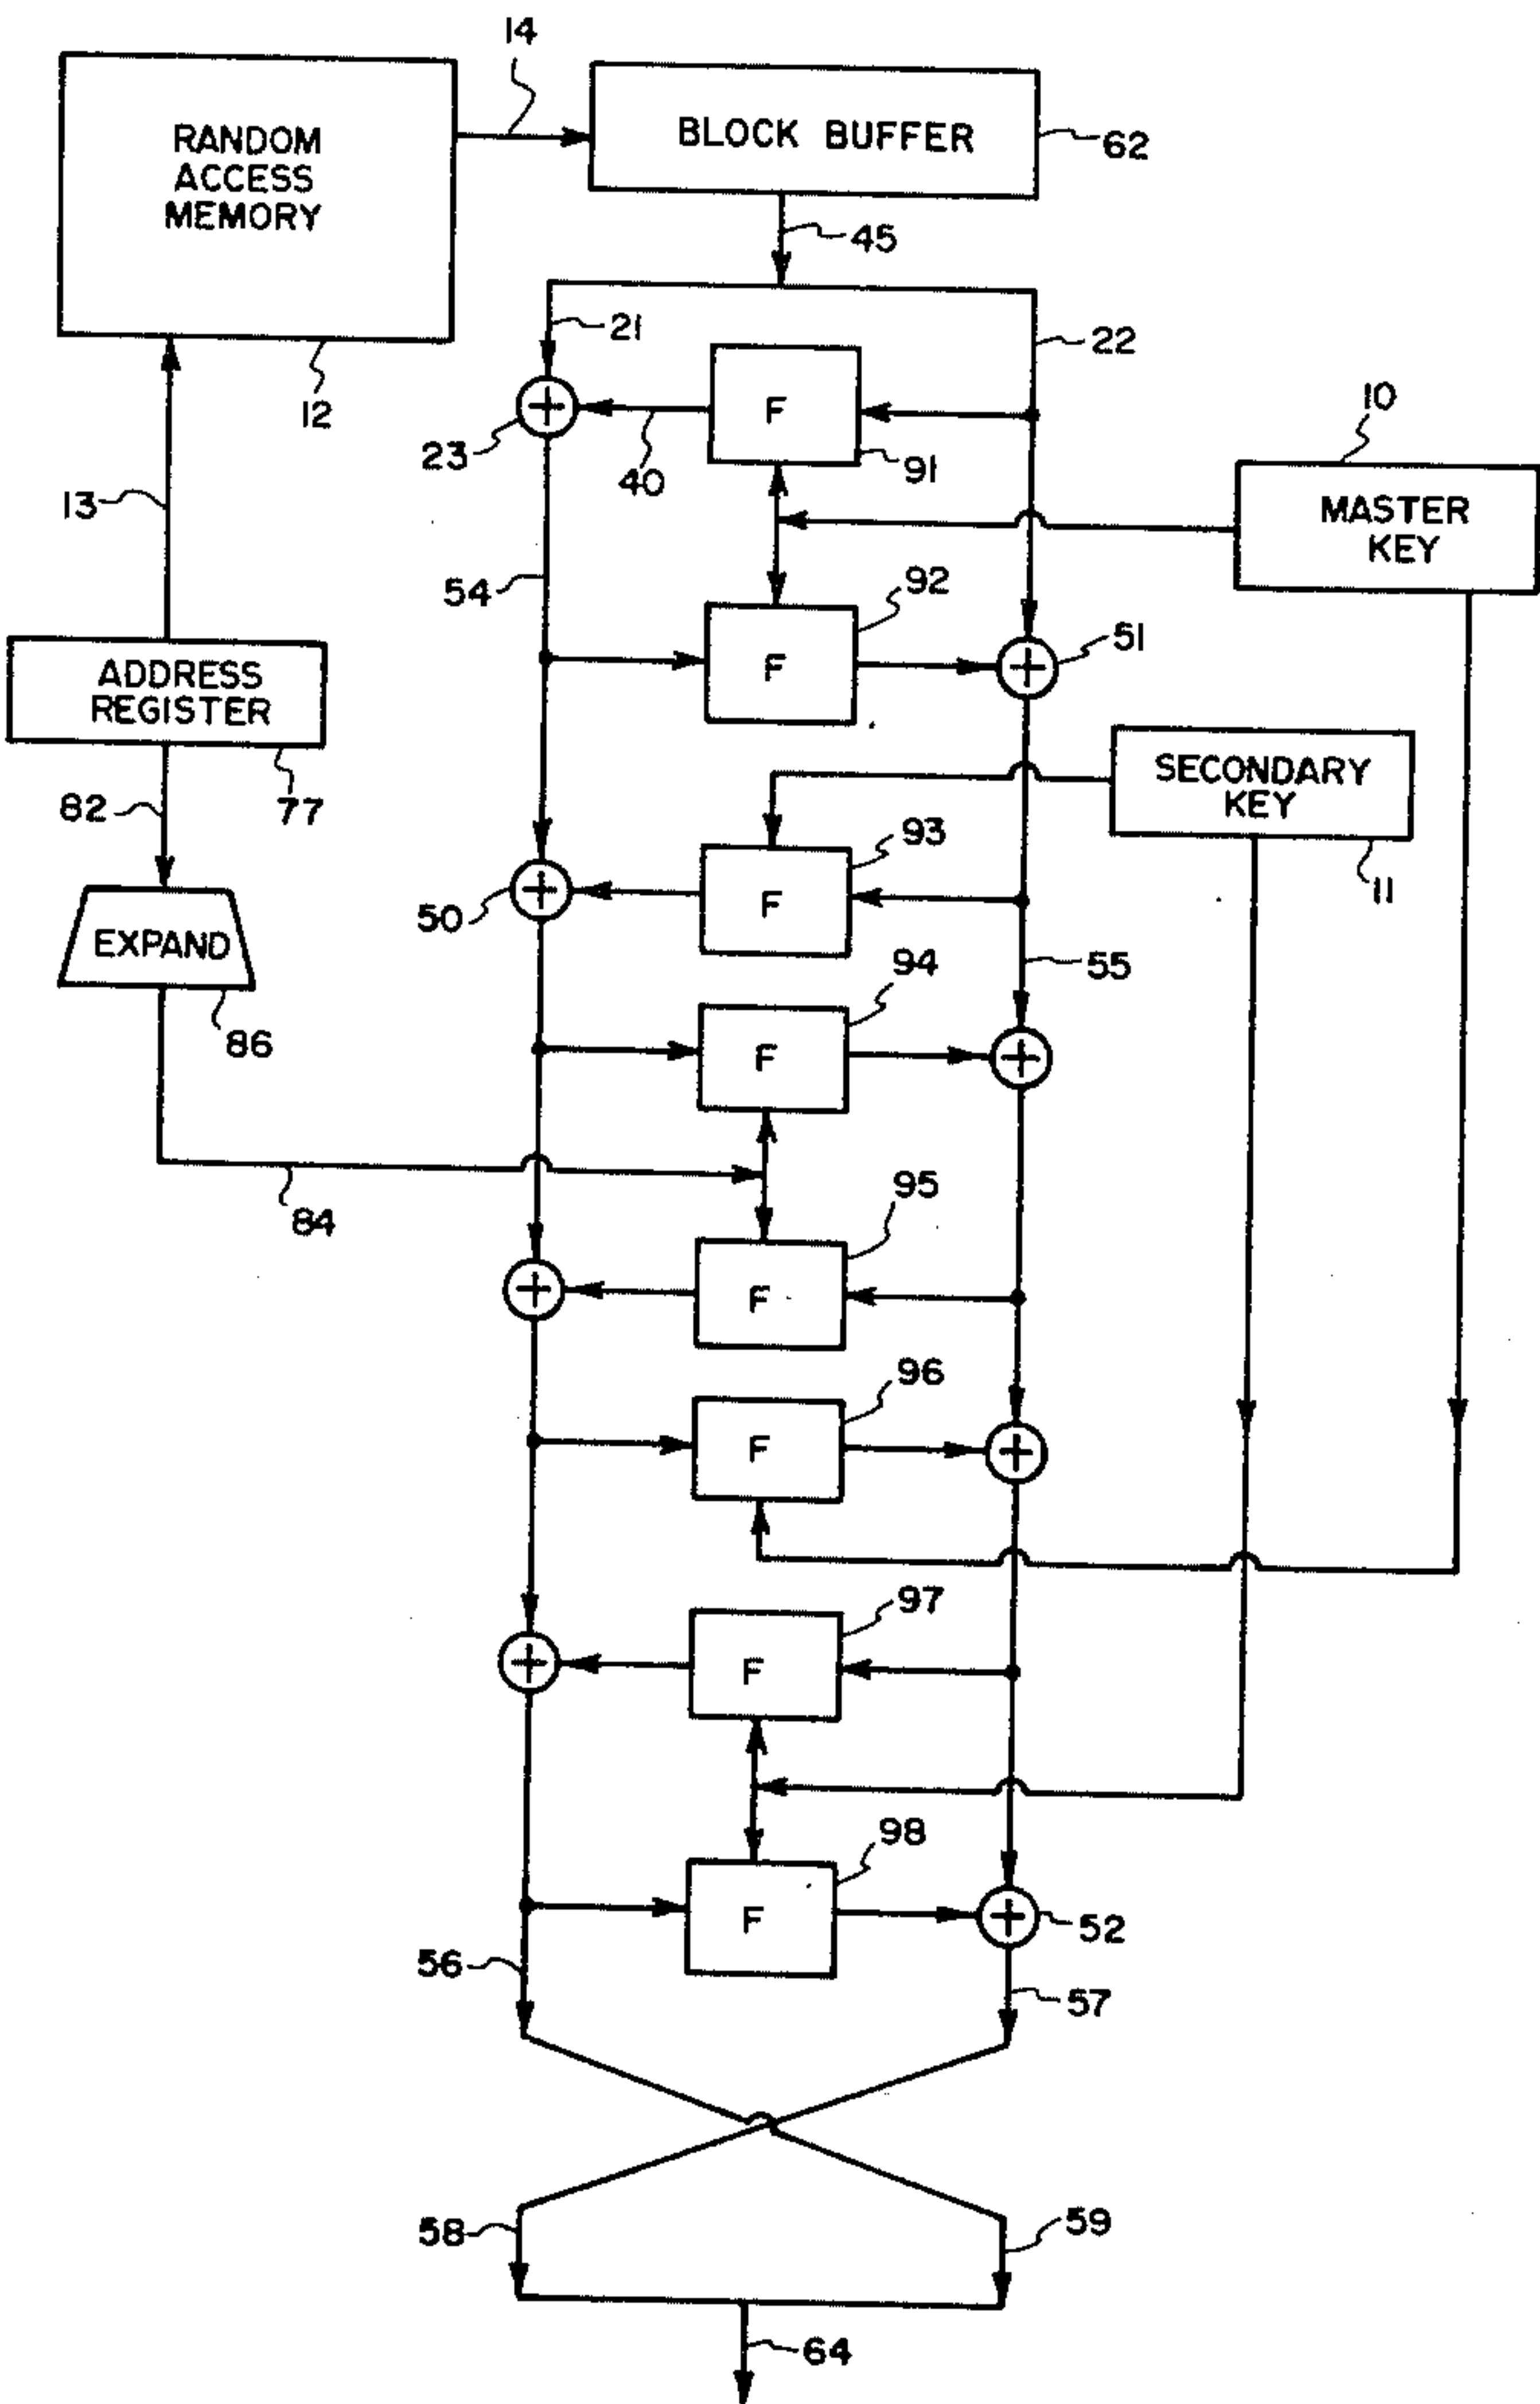 14
RANDOM
ACCESS
MEMORY
BLOCK BUFFER
62
45
21
22
12
F
23
40
91
10
MASTER
KEY
13
54
92
F
51
ADDRESS
REGISTER
82
77
SECONDARY
KEY
93
F
50
11
EXPAND
94
55
86
F
95
84
F
96
F
97
F
98
F
52
56
57
58
59
64